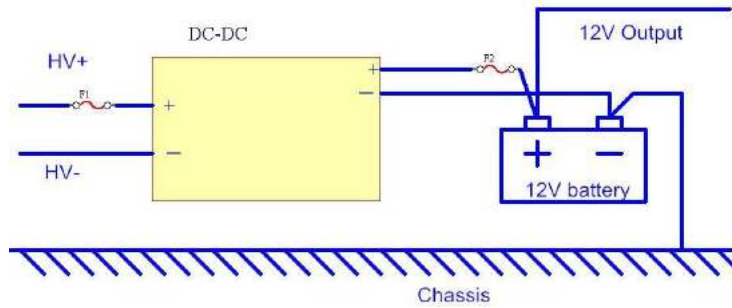 DC-DC
12V Output
HV+
F1
F2
+
−
+
−
HV-
+ −
12V battery
Chassis